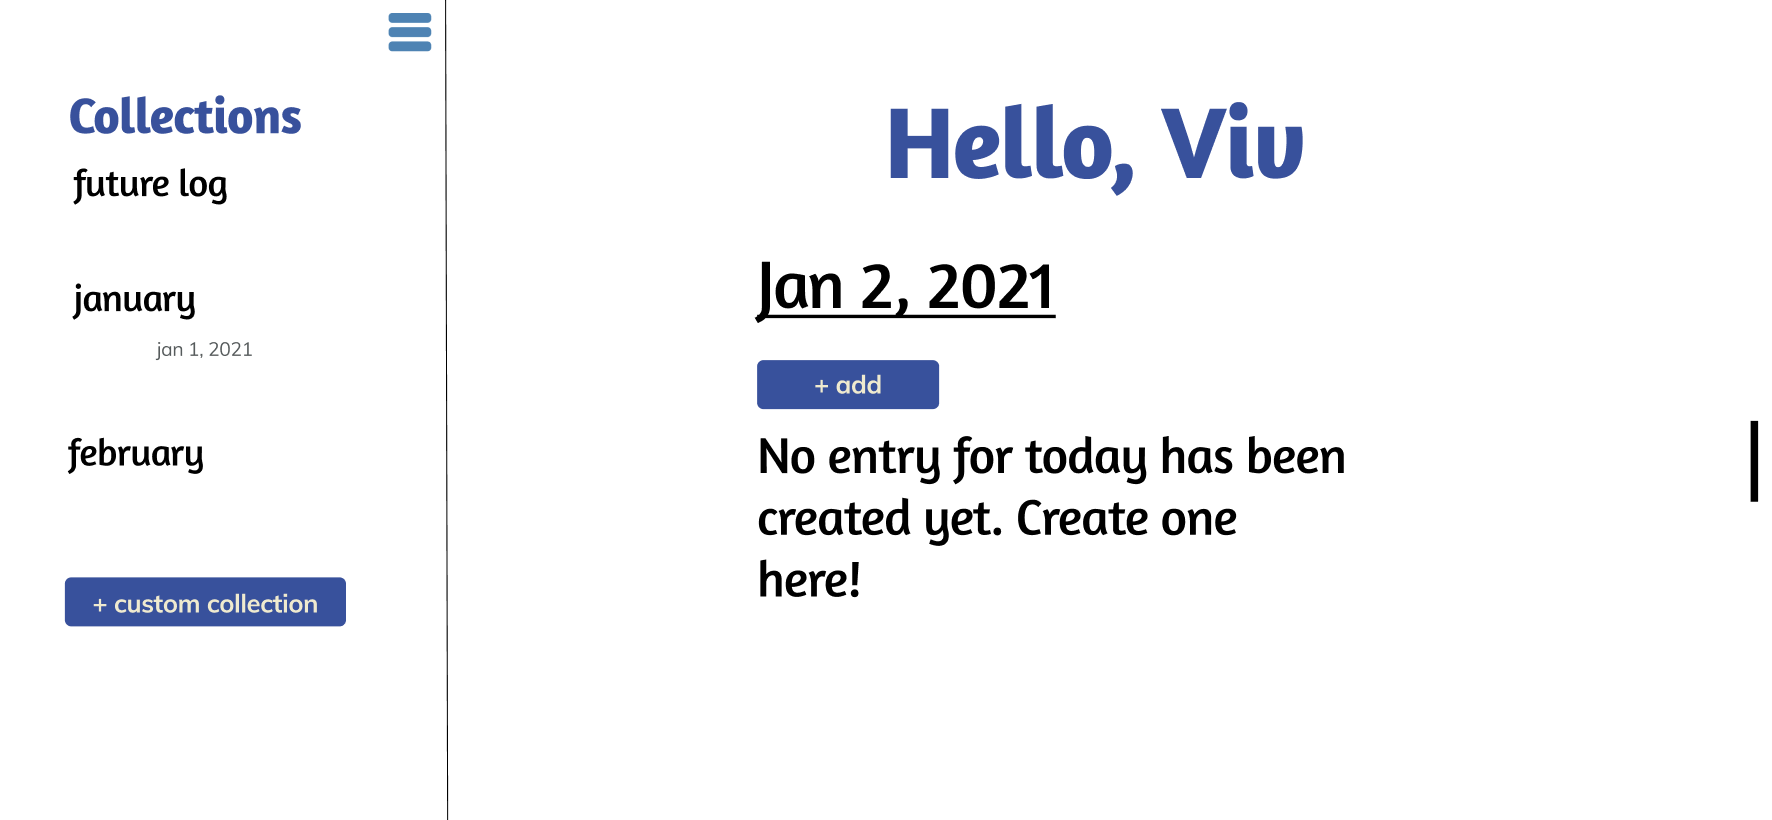 Collections
future log
january
jan 1, 2021
february
+ custom collection
Hello, Viv
Jan 2, 2021
+ add
No entry for today has been
created yet. Create one
here!